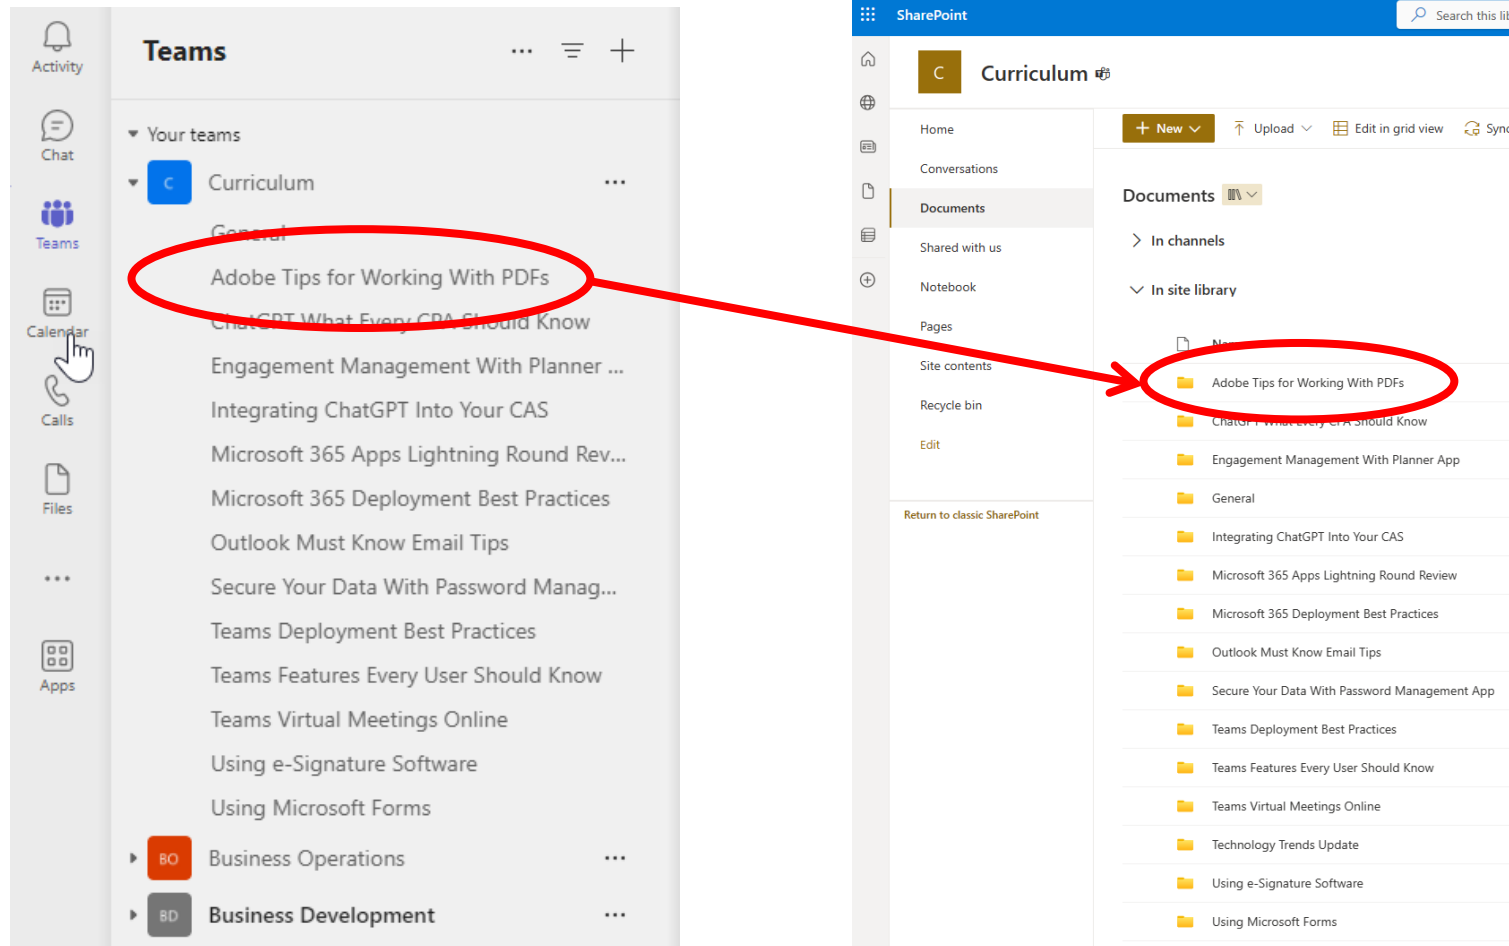 Activity
Chat
Teams
Calendar
Calls
Files
Apps
Teams
Your teams
C Curriculum
General
Adobe Tips for Working With PDFs
ChatGPT What Every CPA Should Know
Engagement Management With Planner ...
Integrating ChatGPT Into Your CAS
Microsoft 365 Apps Lightning Round Rev...
Microsoft 365 Deployment Best Practices
Outlook Must Know Email Tips
Secure Your Data With Password Manag...
Teams Deployment Best Practices
Teams Features Every User Should Know
Teams Virtual Meetings Online
Using e-Signature Software
Using Microsoft Forms
BO Business Operations
BD Business Development
SharePoint
Search this lib
C Curriculum
Home
Conversations
Documents
Shared with us
Notebook
Pages
Site contents
Recycle bin
Edit
Return to classic SharePoint
New Upload Edit in grid view Sync
Documents
In channels
In site library
Name
Adobe Tips for Working With PDFs
ChatGPT What Every CPA Should Know
Engagement Management With Planner App
General
Integrating ChatGPT Into Your CAS
Microsoft 365 Apps Lightning Round Review
Microsoft 365 Deployment Best Practices
Outlook Must Know Email Tips
Secure Your Data With Password Management App
Teams Deployment Best Practices
Teams Features Every User Should Know
Teams Virtual Meetings Online
Technology Trends Update
Using e-Signature Software
Using Microsoft Forms